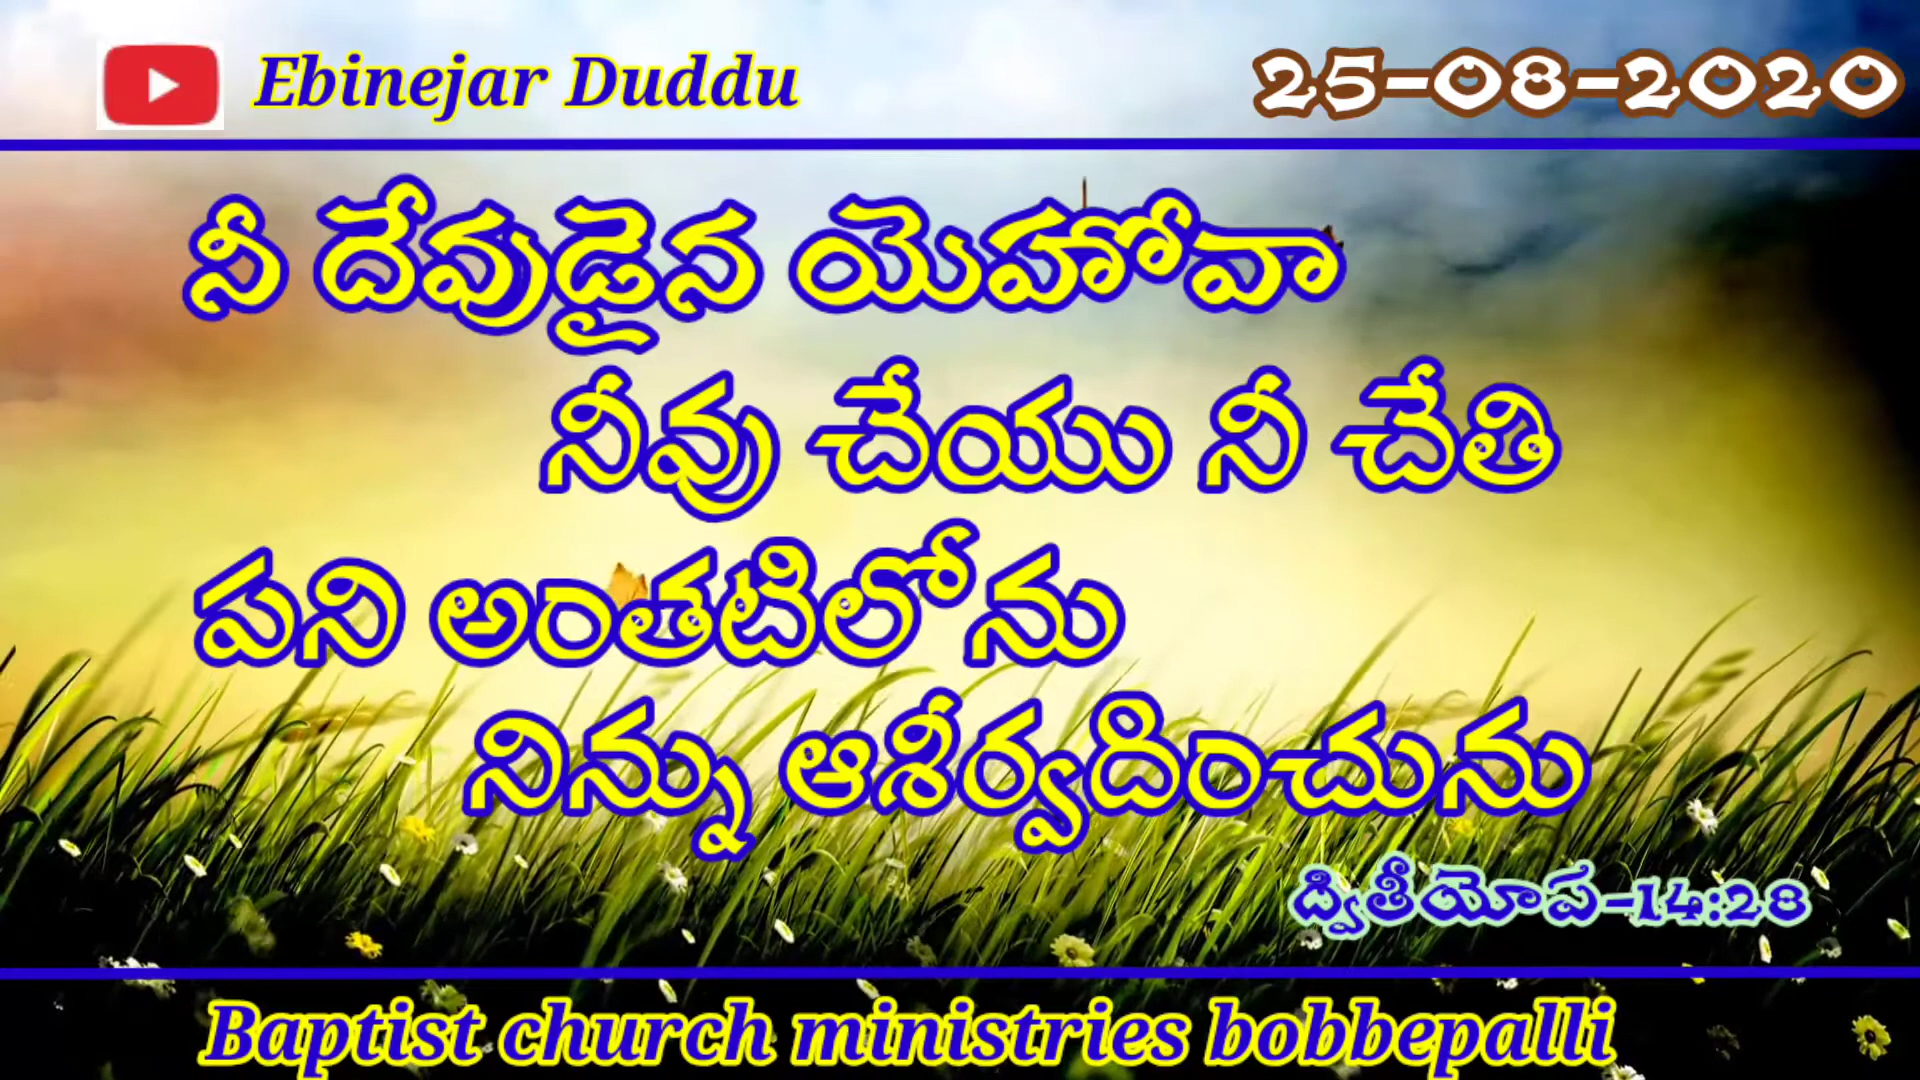 Ebinejar Duddu
25-08-2020
నీ దేవుడైన యెహోవా
నీవు చేయు నీ చేతి
పని అంతటిలోను
నిన్ను ఆశీర్వదించును
ద్వితీయోప-14:28
Baptist church ministries bobbepalli